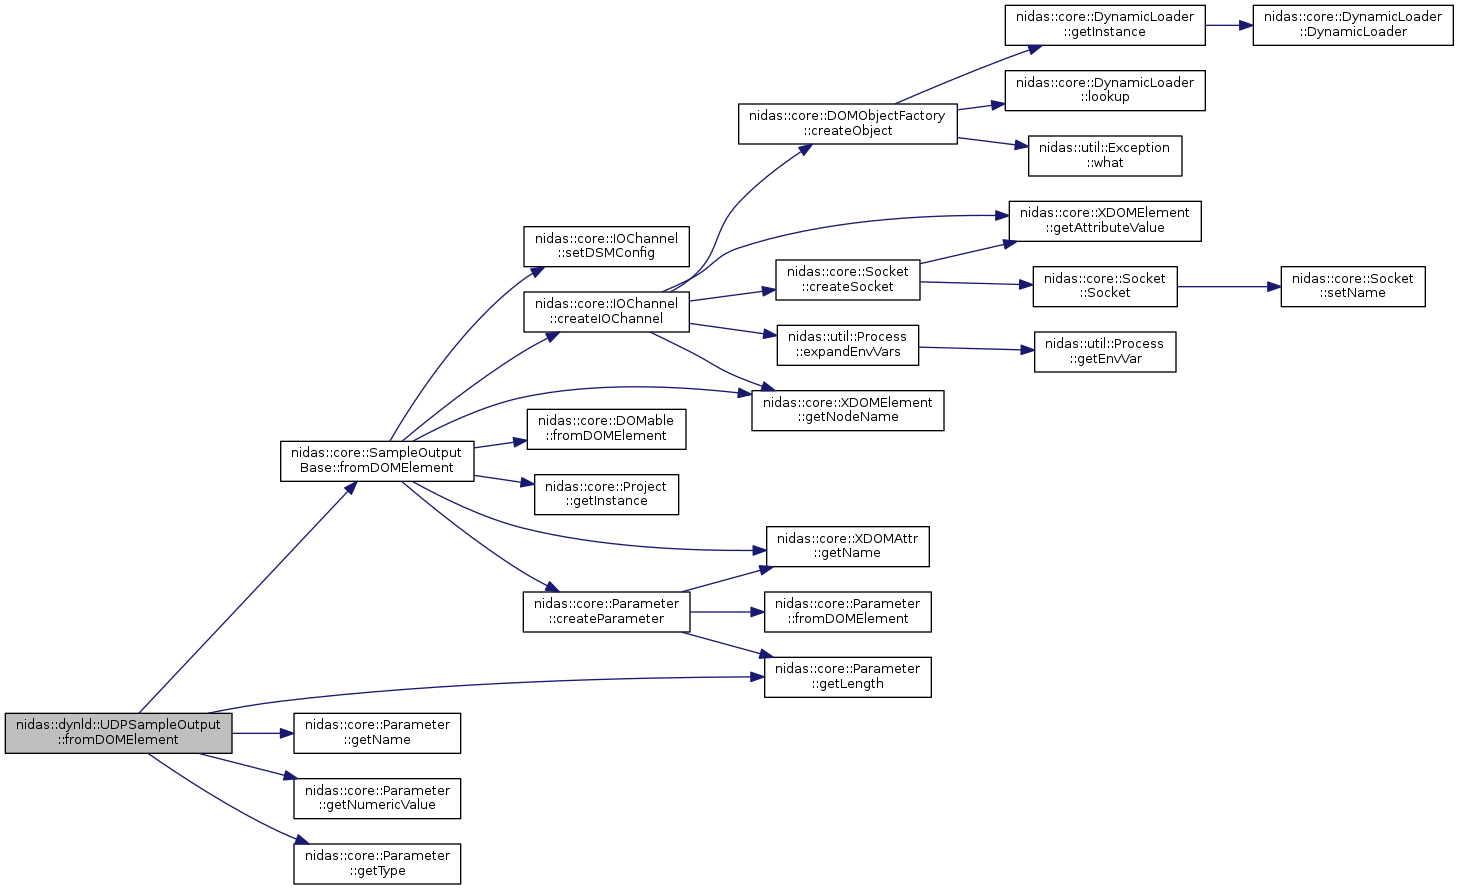 nidas::core::DynamicLoader
::getInstance
nidas::core::DynamicLoader
::DynamicLoader
nidas::core::DynamicLoader
::lookup
nidas::core::DOMObjectFactory
::createObject
nidas::util::Exception
::what
nidas::core::XDOMElement
::getAttributeValue
nidas::core::IOChannel
::setDSMConfig
nidas::core::Socket
::createSocket
nidas::core::Socket
::Socket
nidas::core::Socket
::setName
nidas::core::IOChannel
::createIOChannel
nidas::util::Process
::expandEnvVars
nidas::util::Process
::getEnvVar
nidas::core::XDOMElement
::getNodeName
nidas::core::DOMable
::fromDOMElement
nidas::core::SampleOutput
Base::fromDOMElement
nidas::core::Project
::getInstance
nidas::core::XDOMAttr
::getName
nidas::core::Parameter
::createParameter
nidas::core::Parameter
::fromDOMElement
nidas::core::Parameter
::getLength
nidas::dynld::UDPSampleOutput
::fromDOMElement
nidas::core::Parameter
::getName
nidas::core::Parameter
::getNumericValue
nidas::core::Parameter
::getType